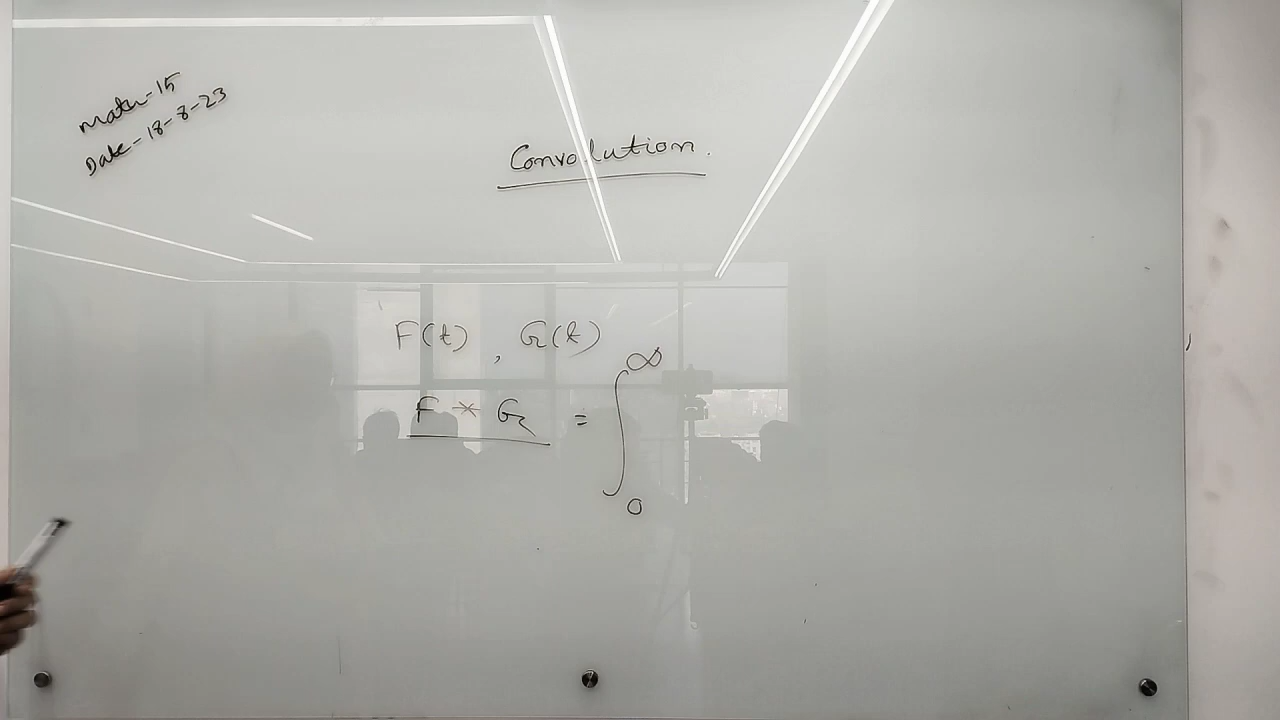 Math-15
Date-18-8-23
Convolution.
F(t) , G(t)
F * G = ∫₀^∞